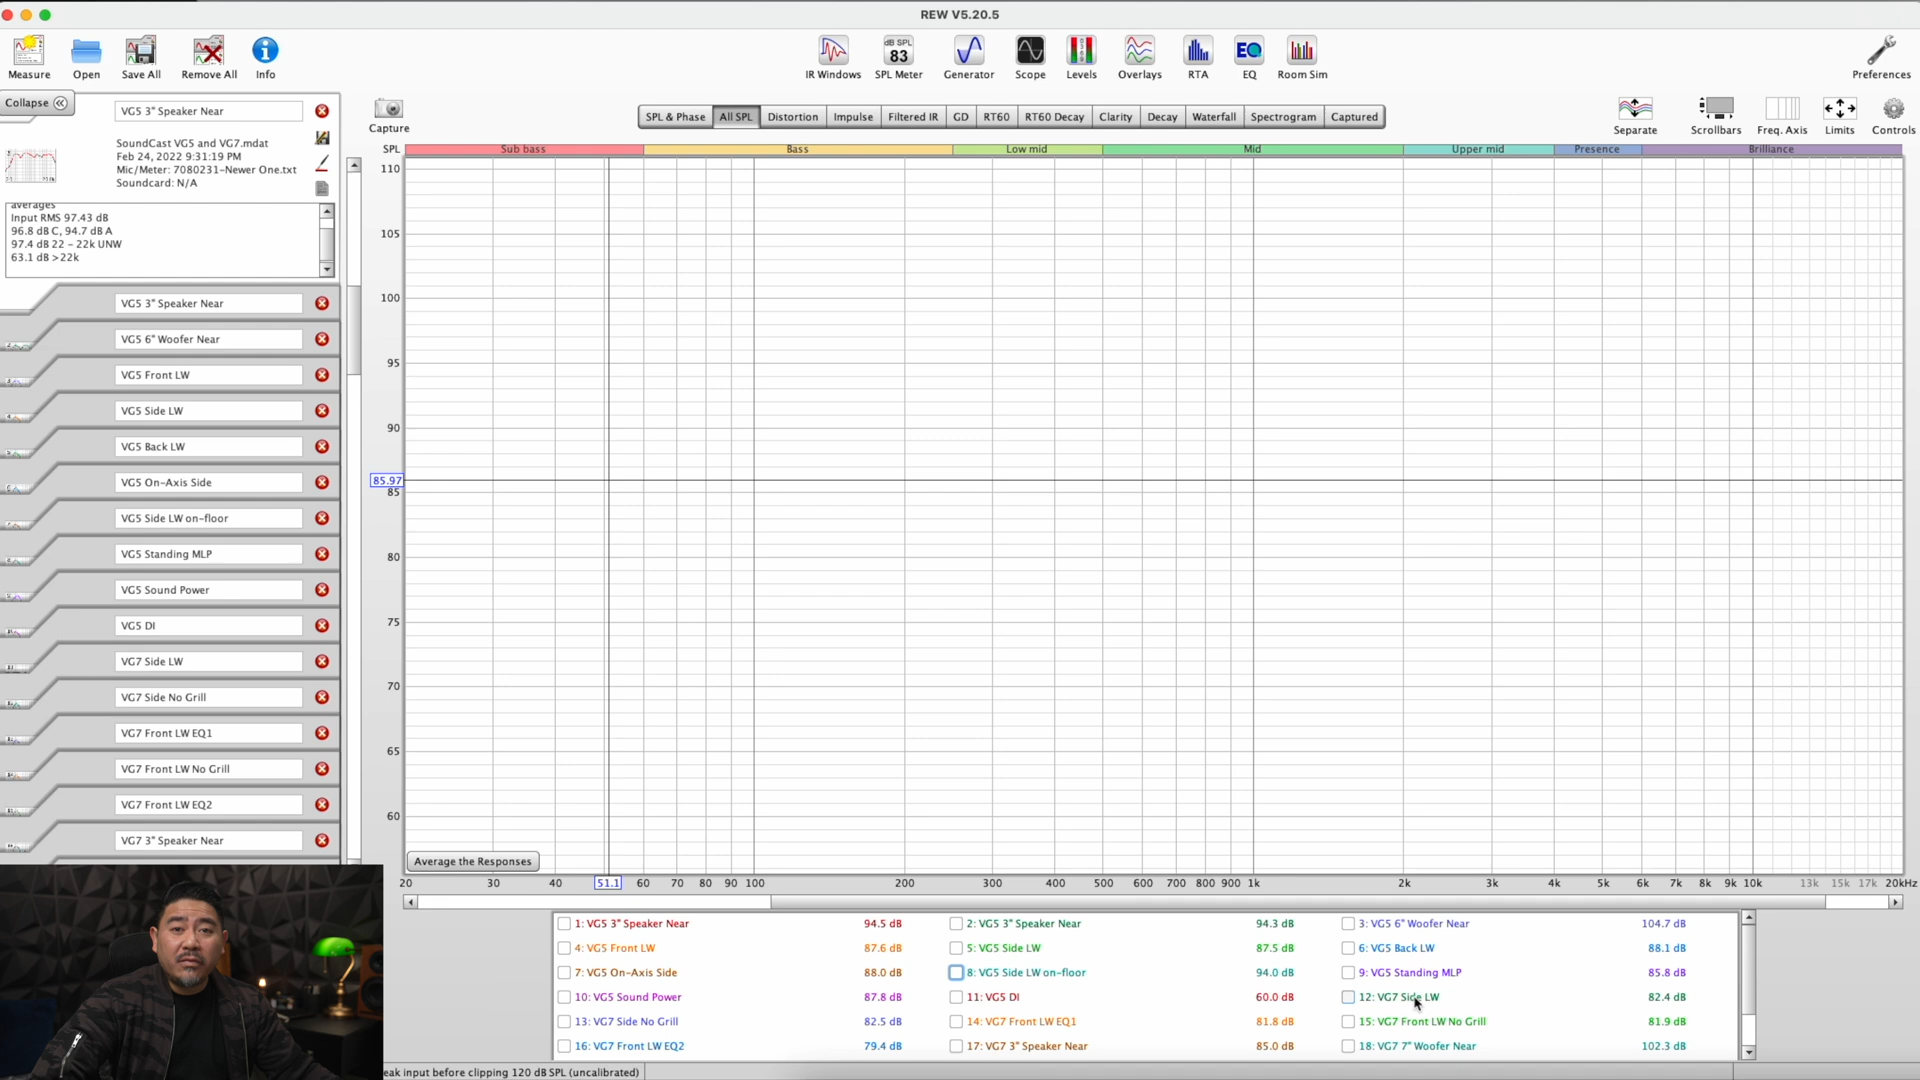 REW V5.20.5
Measure
Open
Save All
Remove All
Info
IR Windows
dB SPL
83
SPL Meter
Generator
Scope
Levels
Overlays
RTA
EQ
EQ
Room Sim
Preferences
Collapse
VG5 3" Speaker Near
SoundCast VG5 and VG7.mdat
Feb 24, 2022 9:31:19 PM
Mic/Meter: 7080231-Newer One.txt
Soundcard: N/A
averages
Input RMS 97.43 dB
96.8 dB C, 94.7 dB A
97.4 dB 22 - 22k UNW
63.1 dB >22k
VG5 3" Speaker Near
VG5 6" Woofer Near
VG5 Front LW
VG5 Side LW
VG5 Back LW
VG5 On-Axis Side
VG5 Side LW on-floor
VG5 Standing MLP
VG5 Sound Power
VG5 DI
VG7 Side LW
VG7 Side No Grill
VG7 Front LW EQ1
VG7 Front LW No Grill
VG7 Front LW EQ2
VG7 3" Speaker Near
Capture
SPL & Phase
All SPL
Distortion
Impulse
Filtered IR
GD
RT60
RT60 Decay
Clarity
Decay
Waterfall
Spectrogram
Captured
Separate
Scrollbars
Freq. Axis
Limits
Controls
SPL
Sub bass
Bass
Low mid
Mid
Upper mid
Presence
Brilliance
110
105
100
95
90
85.97
85
80
75
70
65
60
Average the Responses
20 30 40 51.1 60 70 80 90 100 200 300 400 500 600 700 800 900 1k 2k 3k 4k 5k 6k 7k 8k 9k 10k 13k 15k 17k 20kHz
1: VG5 3" Speaker Near 94.5 dB 2: VG5 3" Speaker Near 94.3 dB 3: VG5 6" Woofer Near 104.7 dB
4: VG5 Front LW 87.6 dB 5: VG5 Side LW 87.5 dB 6: VG5 Back LW 88.1 dB
7: VG5 On-Axis Side 88.0 dB 8: VG5 Side LW on-floor 94.0 dB 9: VG5 Standing MLP 85.8 dB
10: VG5 Sound Power 87.8 dB 11: VG5 DI 60.0 dB 12: VG7 Side LW 82.4 dB
13: VG7 Side No Grill 82.5 dB 14: VG7 Front LW EQ1 81.8 dB 15: VG7 Front LW No Grill 81.9 dB
16: VG7 Front LW EQ2 79.4 dB 17: VG7 3" Speaker Near 85.0 dB 18: VG7 7" Woofer Near 102.3 dB
eak input before clipping 120 dB SPL (uncalibrated)